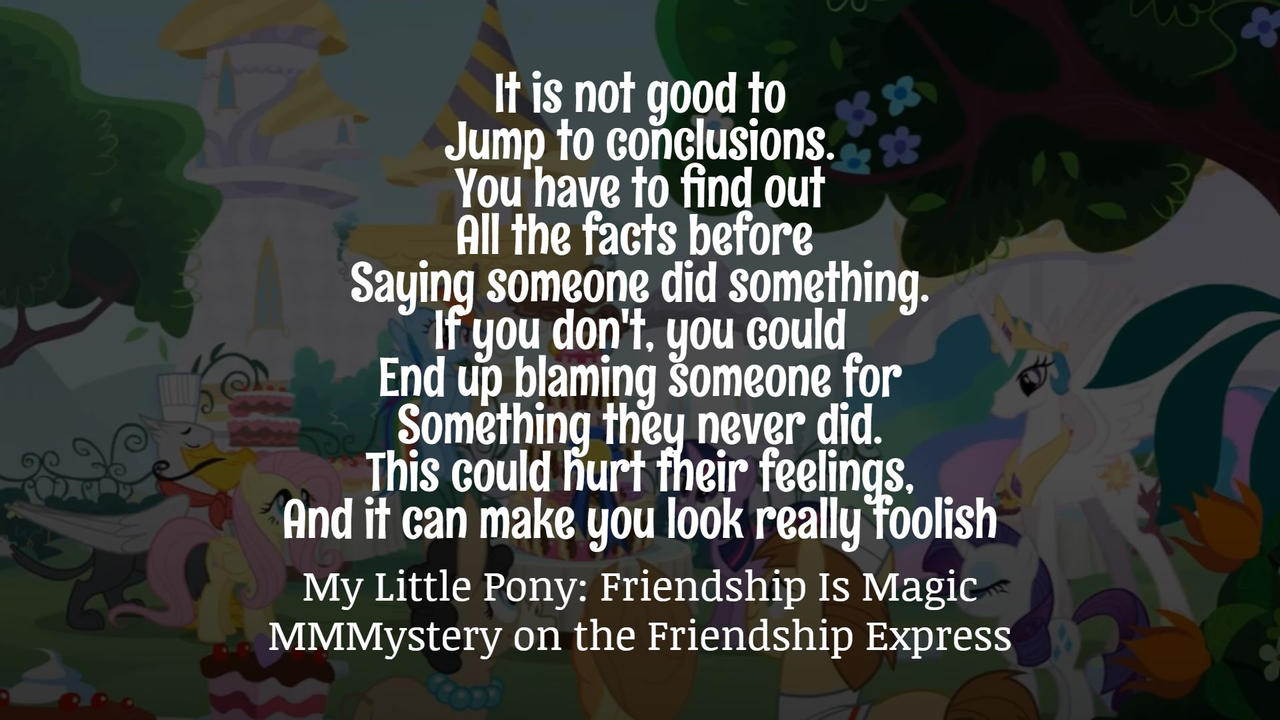 It is not good to
Jump to conclusions.
You have to find out
All the facts before
Saying someone did something.
If you don't, you could
End up blaming someone for
Something they never did.
This could hurt their feelings,
And it can make you look really foolish
My Little Pony: Friendship Is Magic
MMMystery on the Friendship Express